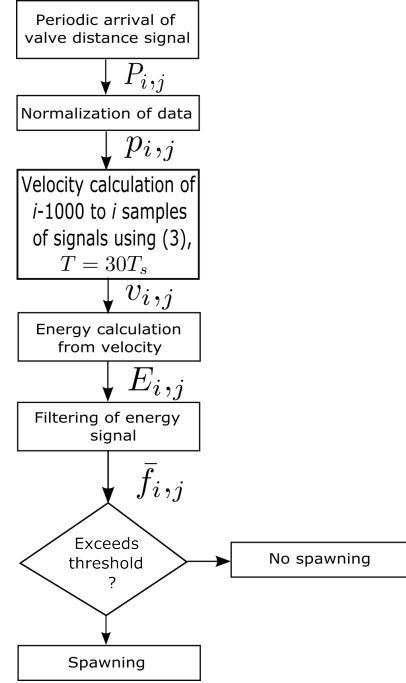 Periodic arrival of
valve distance signal
P_{i,j}
Normalization of data
p_{i,j}
Velocity calculation of
i-1000 to i samples
of signals using (3),
T = 30T_s
v_{i,j}
Energy calculation
from velocity
E_{i,j}
Filtering of energy
signal
f̄_{i,j}
Exceeds
threshold
?
No spawning
Spawning